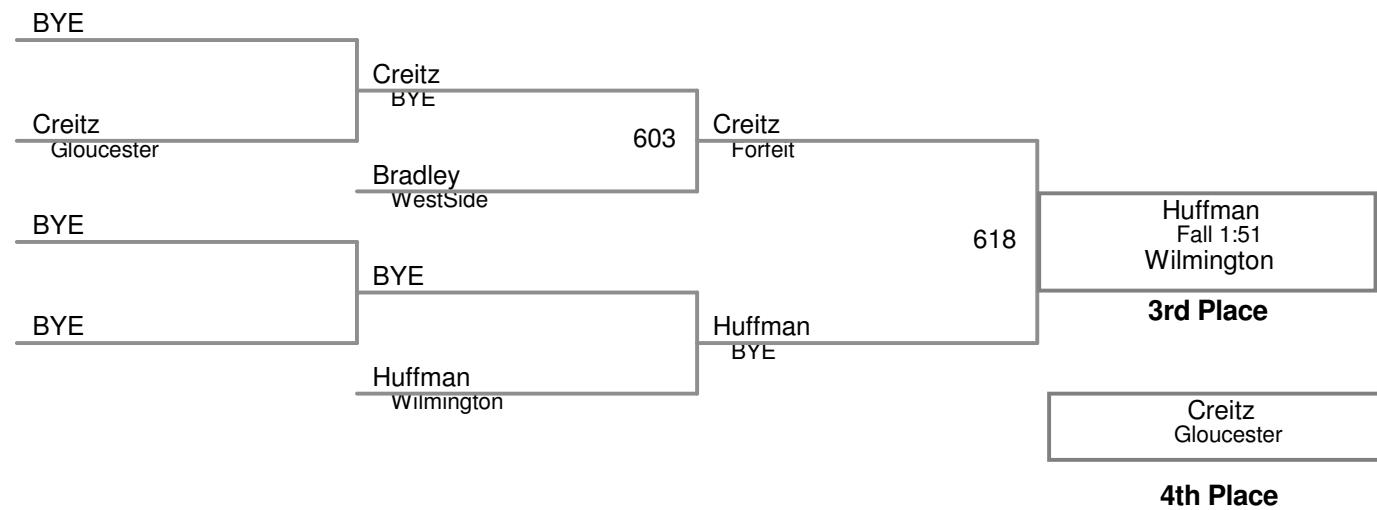 BYE
Creitz
BYE
Creitz
Gloucester
603
Creitz
Forfeit
Bradley
WestSide
Huffman
Fall 1:51
Wilmington
3rd Place
BYE
618
BYE
BYE
Huffman
BYE
Huffman
Wilmington
Creitz
Gloucester
4th Place